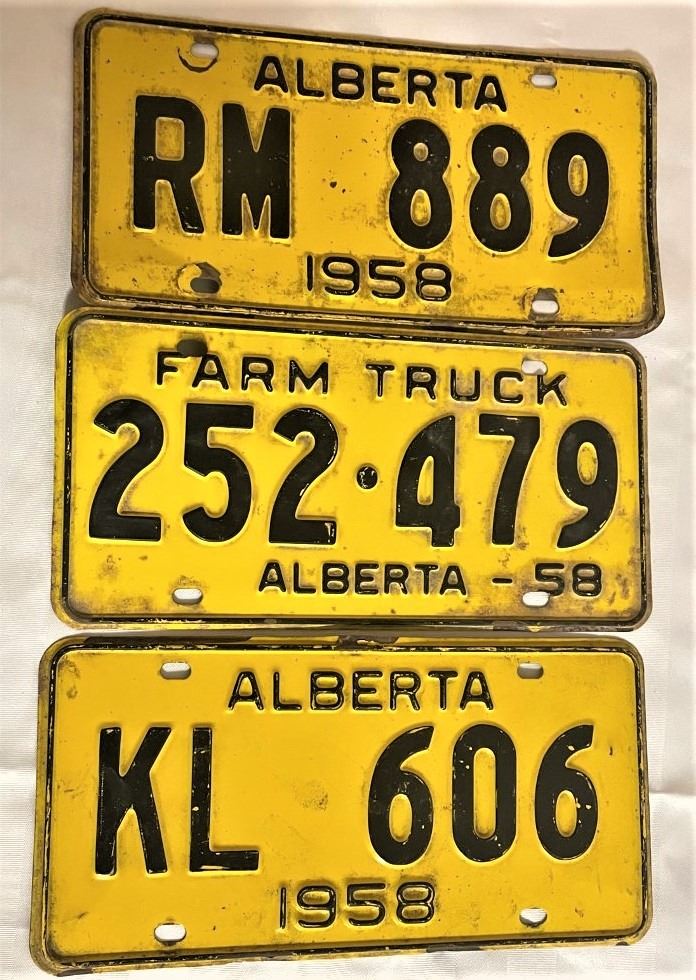 ALBERTA
RM 889
1958
FARM TRUCK
252·479
ALBERTA - 58
ALBERTA
KL 606
1958